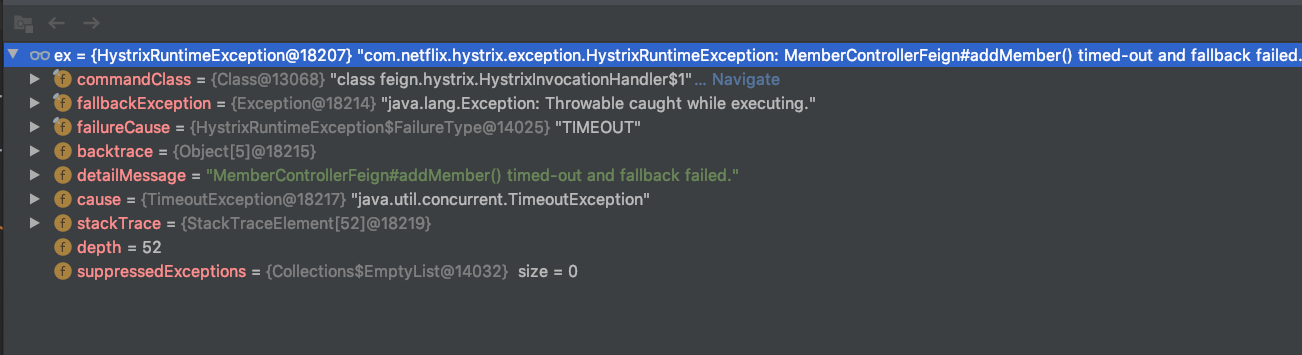 ex = {HystrixRuntimeException@18207} "com.netflix.hystrix.exception.HystrixRuntimeException: MemberControllerFeign#addMember() timed-out and fallback failed.
f commandClass = {Class@13068} "class feign.hystrix.HystrixInvocationHandler$1"... Navigate
f fallbackException = {Exception@18214} "java.lang.Exception: Throwable caught while executing."
f failureCause = {HystrixRuntimeException$FailureType@14025} "TIMEOUT"
f backtrace = {Object[5]@18215}
f detailMessage = "MemberControllerFeign#addMember() timed-out and fallback failed."
f cause = {TimeoutException@18217} "java.util.concurrent.TimeoutException"
f stackTrace = {StackTraceElement[52]@18219}
f depth = 52
f suppressedExceptions = {Collections$EmptyList@14032} size = 0